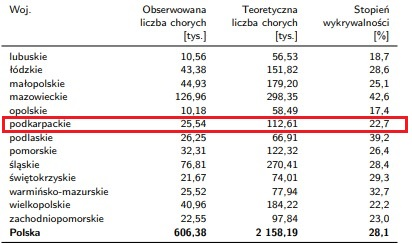 Woj. Obserwowana Teoretyczna Stopień
liczba chorych liczba chorych wykrywalności
[tys.] [tys.] [%]
lubuskie 10,56 56,53 18,7
łódzkie 43,38 151,82 28,6
małopolskie 44,93 179,20 25,1
mazowieckie 126,96 298,35 42,6
opolskie 10,18 58,49 17,4
podkarpackie 25,54 112,61 22,7
podlaskie 26,25 66,91 39,2
pomorskie 32,31 122,32 26,4
śląskie 76,81 270,41 28,4
świętokrzyskie 21,67 74,01 29,3
warmińsko-mazurskie 25,52 77,94 32,7
wielkopolskie 40,96 184,22 22,2
zachodniopomorskie 22,55 97,84 23,0
Polska 606,38 2 158,19 28,1